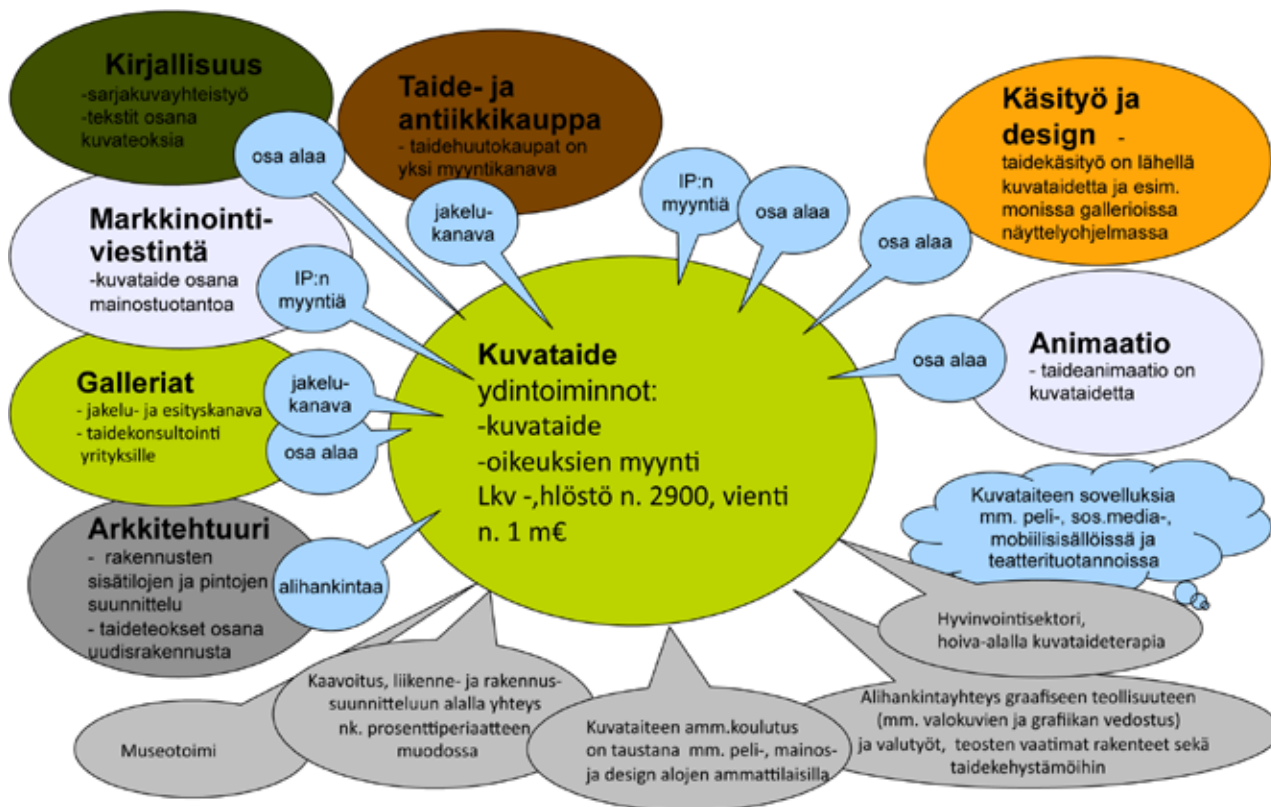 Kirjallisuus
-sarjakuvayhteistyö
-tekstit osana
kuvateoksia
osa alaa
Taide- ja
antiikkikauppa
- taidehuutokaupat on
yksi myyntikanava
jakelu-
kanava
IP:n
myyntiä
osa alaa
osa alaa
Käsityö ja
design -
taidekäsityö on lähellä
kuvataidetta ja esim.
monissa gallerioissa
näyttelyohjelmassa
Markkinointi-
viestintä
-kuvataide osana
mainostuotantoa
IP:n
myyntiä
Galleriat
- jakelu- ja esityskanava
- taidekonsultointi
yrityksille
jakelu-
kanava
osa alaa
Kuvataide
ydintoiminnot:
-kuvataide
-oikeuksien myynti
Lkv -,hlöstö n. 2900, vienti
n. 1 m€
osa alaa
Animaatio
- taideanimaatio on
kuvataidetta
Arkkitehtuuri
- rakennusten
sisätilojen ja pintojen
suunnittelu
- taideteokset osana
uudisrakennusta
alihankintaa
Kuvataiteen sovelluksia
mm. peli-, sos.media-,
mobiilisisällöissä ja
teatterituotannoissa
Hyvinvointisektori,
hoiva-alalla kuvataideterapia
Museotoimi
Kaavoitus, liikenne- ja rakennus-
suunnitteluun alalla yhteys
nk. prosenttiperiaatteen
muodossa
Kuvataiteen amm.koulutus
on taustana mm. peli-, mainos-
ja design alojen ammattilaisilla
Alihankintayhteys graafiseen teollisuuteen
(mm. valokuvien ja grafiikan vedostus)
ja valutyöt, teosten vaatimat rakenteet sekä
taidekehystämöihin